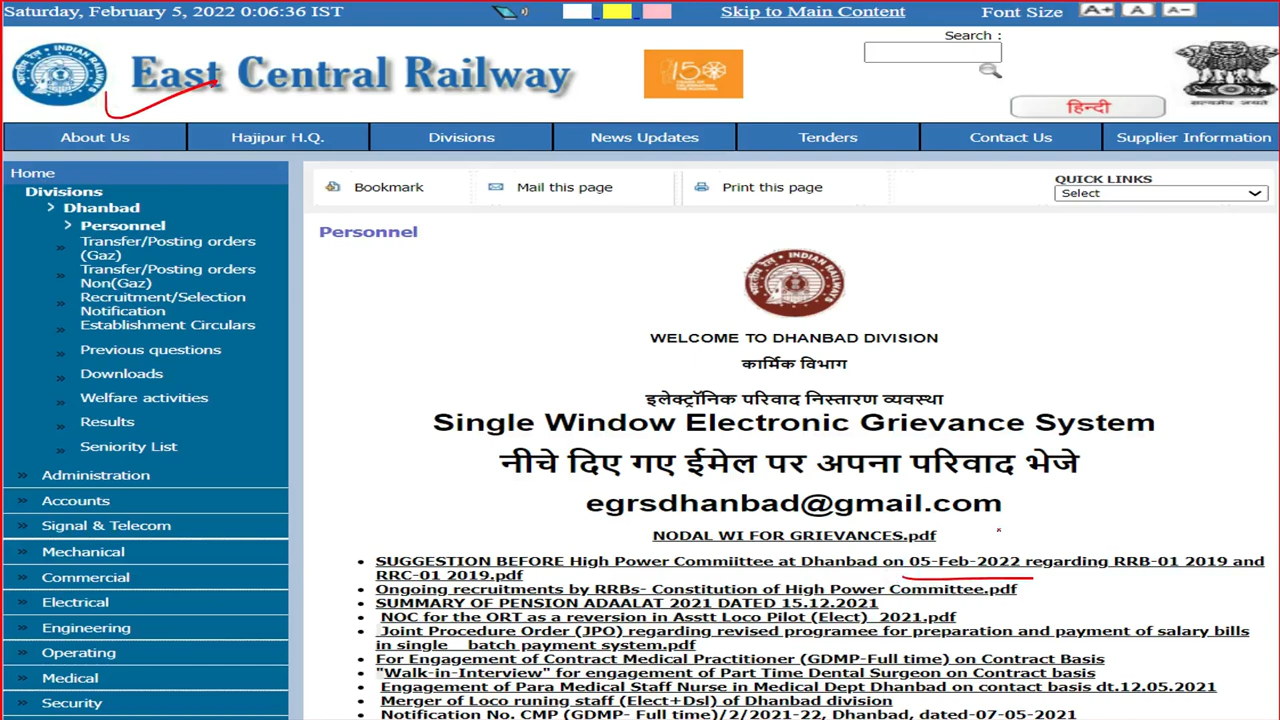 Saturday, February 5, 2022 0:06:36 IST
Skip to Main Content
Font Size
A+ A A-
INDIAN RAILWAYS
East Central Railway
150
Search :
सत्यमेव जयते
हिन्दी
About Us
Hajipur H.Q.
Divisions
News Updates
Tenders
Contact Us
Supplier Information
Home
Divisions
Dhanbad
Personnel
Transfer/Posting orders
(Gaz)
Transfer/Posting orders
Non(Gaz)
Recruitment/Selection
Notification
Establishment Circulars
Previous questions
Downloads
Welfare activities
Results
Seniority List
Administration
Accounts
Signal & Telecom
Mechanical
Commercial
Electrical
Engineering
Operating
Medical
Security
Bookmark
Mail this page
Print this page
QUICK LINKS
Select
Personnel
INDIAN RAILWAYS
WELCOME TO DHANBAD DIVISION
कार्मिक विभाग
इलेक्ट्रॉनिक परिवाद निस्तारण व्यवस्था
Single Window Electronic Grievance System
नीचे दिए गए ईमेल पर अपना परिवाद भेजे
egrsdhanbad@gmail.com
NODAL WI FOR GRIEVANCES.pdf
SUGGESTION BEFORE High Power Commiittee at Dhanbad on 05-Feb-2022 regarding RRB-01 2019 and
RRC-01 2019.pdf
Ongoing recruitments by RRBs- Constitution of High Power Committee.pdf
SUMMARY OF PENSION ADAALAT 2021 DATED 15.12.2021
NOC for the ORT as a reversion in Asstt Loco Pilot (Elect) 2021.pdf
Joint Procedure Order (JPO) regarding revised programee for preparation and payment of salary bills
in single batch payment system.pdf
For Engagement of Contract Medical Practitioner (GDMP-Full time) on Contract Basis
"Walk-in-Interview" for engagement of Part Time Dental Surgeon on Contract basis
Engagement of Para Medical Staff Nurse in Medical Dept Dhanbad on contact basis dt.12.05.2021
Merger of Loco runing staff (Elect+Dsl) of Dhanbad division
Notification No. CMP (GDMP- Full time)/2/2021-22, Dhanbad, dated-07-05-2021